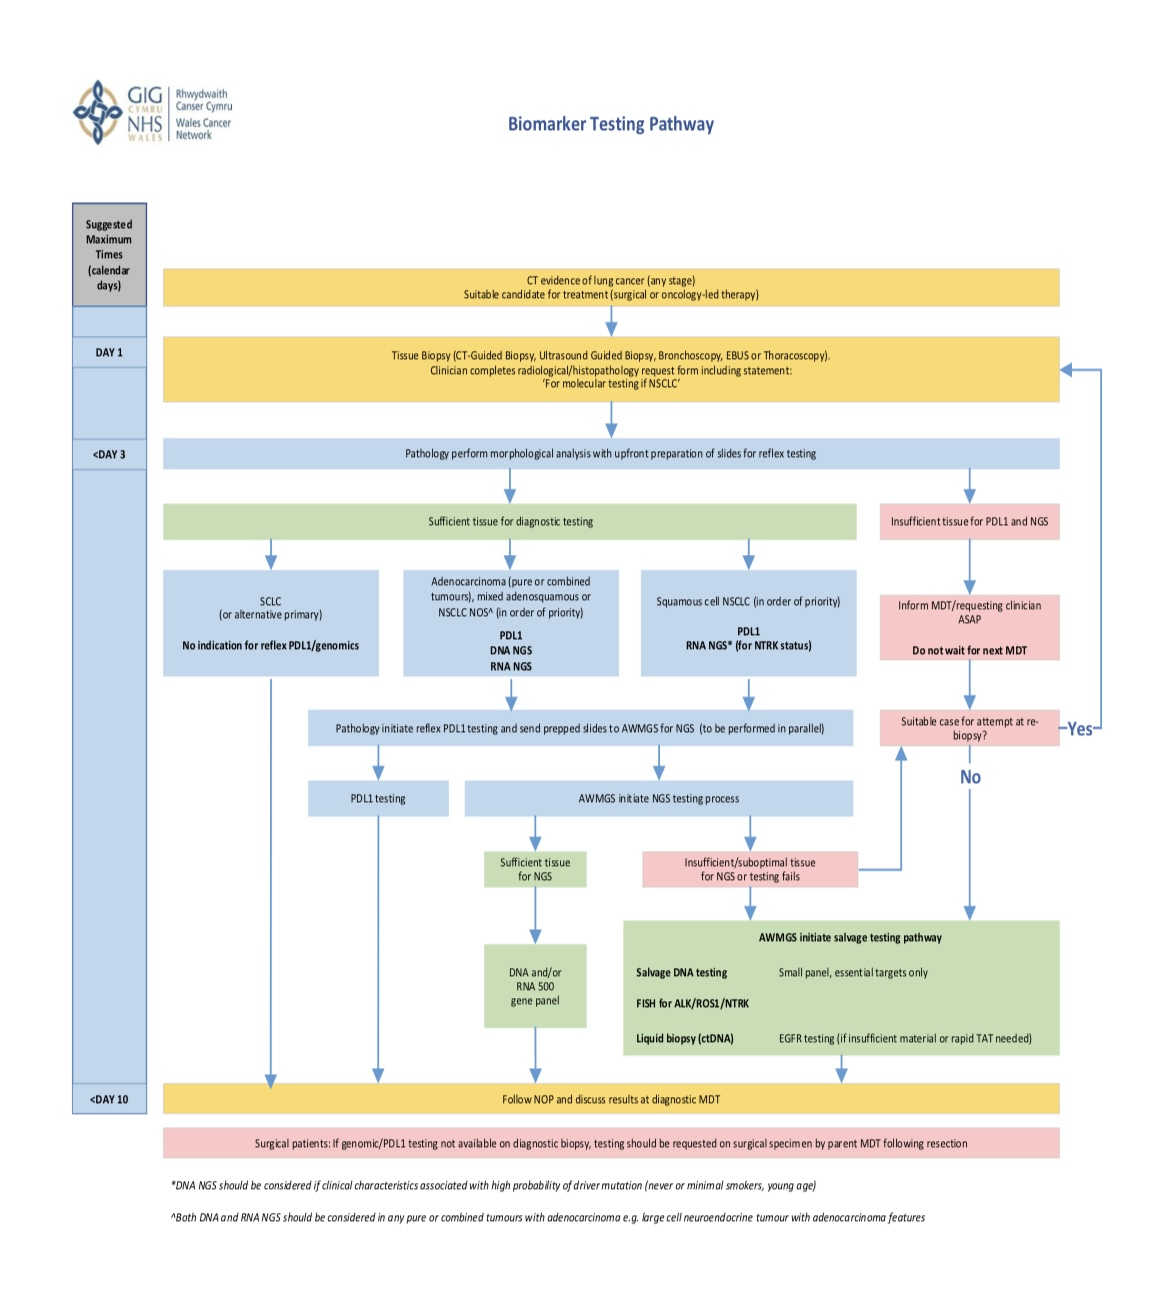 GIG
CYMRU
NHS
WALES
Rhwydwaith
Canser Cymru
Wales Cancer
Network
Biomarker Testing Pathway
Suggested
Maximum
Times
(calendar
days)
CT evidence of lung cancer (any stage)
Suitable candidate for treatment (surgical or oncology-led therapy)
DAY 1
Tissue Biopsy (CT-Guided Biopsy, Ultrasound Guided Biopsy, Bronchoscopy, EBUS or Thoracoscopy).
Clinician completes radiological/histopathology request form including statement:
‘For molecular testing if NSCLC’
<DAY 3
Pathology perform morphological analysis with upfront preparation of slides for reflex testing
Sufficient tissue for diagnostic testing
Insufficient tissue for PDL1 and NGS
SCLC
(or alternative primary)
No indication for reflex PDL1/genomics
Adenocarcinoma (pure or combined
tumours), mixed adenosquamous or
NSCLC NOS^ (in order of priority)
PDL1
DNA NGS
RNA NGS
Squamous cell NSCLC (in order of priority)
PDL1
RNA NGS* (for NTRK status)
Inform MDT/requesting clinician
ASAP
Do not wait for next MDT
Pathology initiate reflex PDL1 testing and send prepped slides to AWMGS for NGS (to be performed in parallel)
Suitable case for attempt at re-
biopsy?
Yes
No
PDL1 testing
AWMGS initiate NGS testing process
Sufficient tissue
for NGS
Insufficient/suboptimal tissue
for NGS or testing fails
DNA and/or
RNA 500
gene panel
AWMGS initiate salvage testing pathway
Salvage DNA testing Small panel, essential targets only
FISH for ALK/ROS1/NTRK
Liquid biopsy (ctDNA) EGFR testing (if insufficient material or rapid TAT needed)
<DAY 10
Follow NOP and discuss results at diagnostic MDT
Surgical patients: If genomic/PDL1 testing not available on diagnostic biopsy, testing should be requested on surgical specimen by parent MDT following resection
*DNA NGS should be considered if clinical characteristics associated with high probability of driver mutation (never or minimal smokers, young age)
^Both DNA and RNA NGS should be considered in any pure or combined tumours with adenocarcinoma e.g. large cell neuroendocrine tumour with adenocarcinoma features